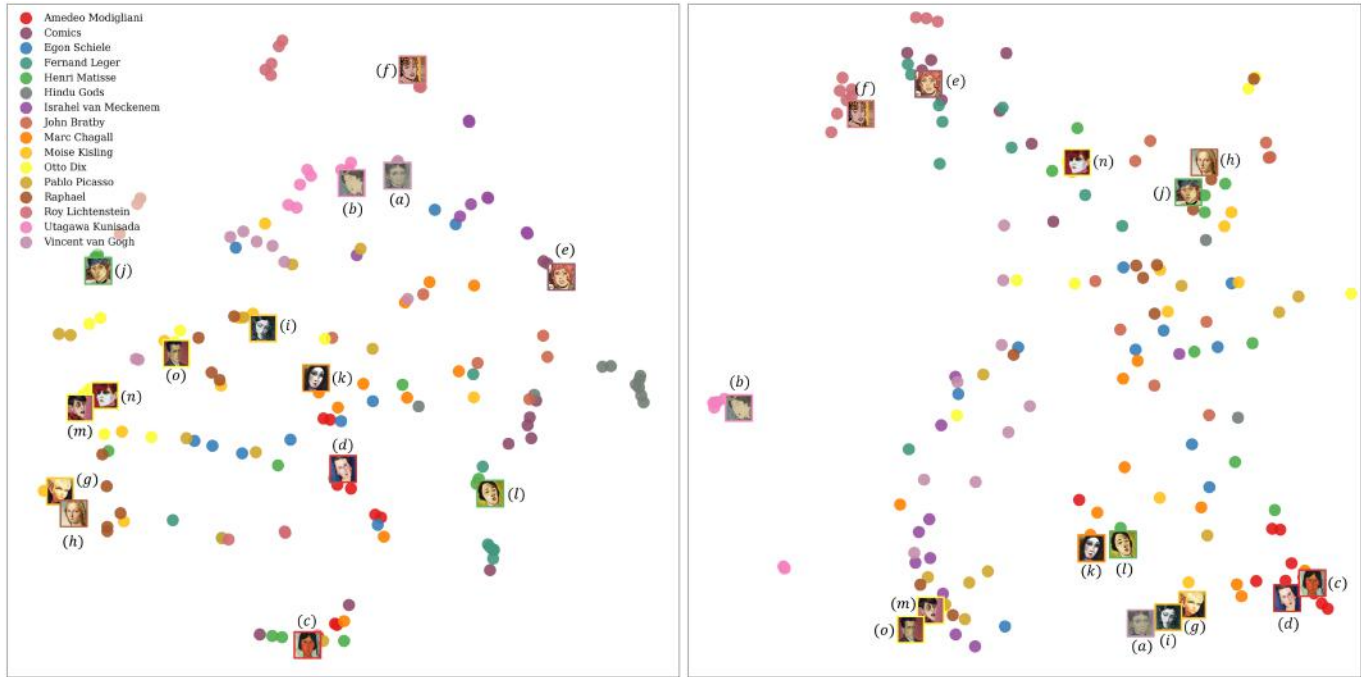 Amedeo Modigliani
Comics
Egon Schiele
Fernand Leger
Henri Matisse
Hindu Gods
Israhel van Meckenem
John Bratby
Marc Chagall
Moise Kisling
Otto Dix
Pablo Picasso
Raphael
Roy Lichtenstein
Utagawa Kunisada
Vincent van Gogh
(f)
(b)
(a)
(e)
(j)
(i)
(o)
(k)
(n)
(m)
(d)
(g)
(l)
(h)
(c)
(e)
(f)
(n)
(h)
(j)
(b)
(k)
(l)
(c)
(m)
(d)
(o)
(g)
(i)
(a)